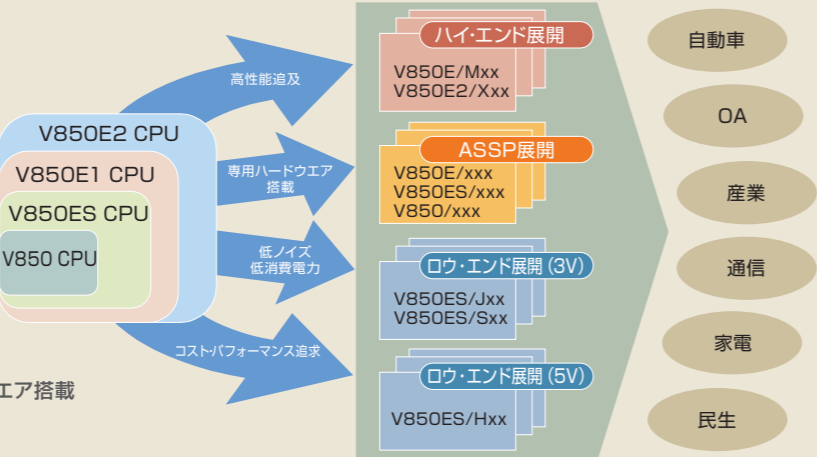 V850E2 CPU
V850E1 CPU
V850ES CPU
V850 CPU
高性能追及
専用ハードウエア
搭載
低ノイズ
低消費電力
コスト・パフォーマンス追求
エア搭載
ハイ・エンド展開
V850E/Mxx
V850E2/Xxx
ASSP展開
V850E/xxx
V850ES/xxx
V850/xxx
ロウ・エンド展開(3V)
V850ES/Jxx
V850ES/Sxx
ロウ・エンド展開(5V)
V850ES/Hxx
自動車
OA
産業
通信
家電
民生